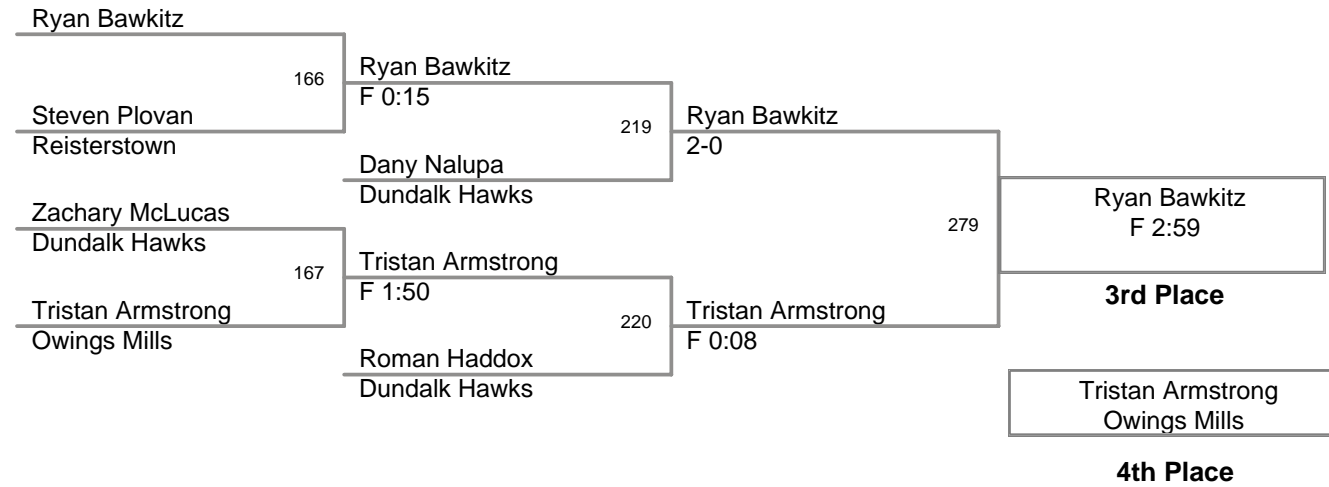 Ryan Bawkitz
166
Steven Plovan
Reisterstown
Zachary McLucas
Dundalk Hawks
167
Tristan Armstrong
Owings Mills
Ryan Bawkitz
F 0:15
219
Dany Nalupa
Dundalk Hawks
Tristan Armstrong
F 1:50
220
Roman Haddox
Dundalk Hawks
Ryan Bawkitz
2-0
279
Tristan Armstrong
F 0:08
Ryan Bawkitz
F 2:59
3rd Place
Tristan Armstrong
Owings Mills
4th Place